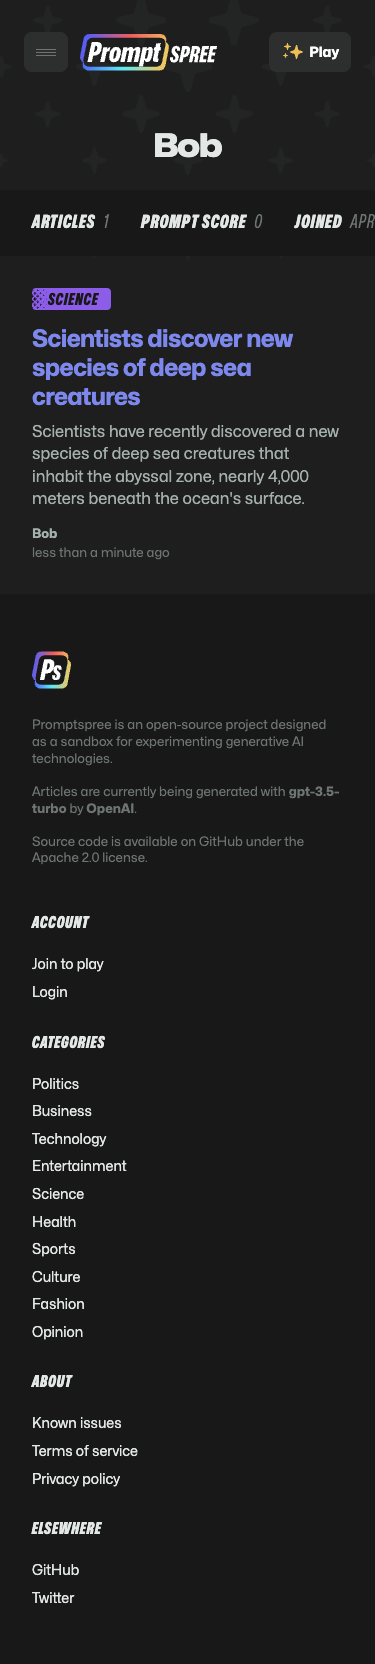 Prompt SPREE
Play
Bob
ARTICLES 1 PROMPT SCORE 0 JOINED APR
SCIENCE
Scientists discover new
species of deep sea
creatures
Scientists have recently discovered a new
species of deep sea creatures that
inhabit the abyssal zone, nearly 4,000
meters beneath the ocean's surface.
Bob
less than a minute ago
Ps
Promptspree is an open-source project designed
as a sandbox for experimenting generative AI
technologies.
Articles are currently being generated with gpt-3.5-
turbo by OpenAI.
Source code is available on GitHub under the
Apache 2.0 license.
ACCOUNT
Join to play
Login
CATEGORIES
Politics
Business
Technology
Entertainment
Science
Health
Sports
Culture
Fashion
Opinion
ABOUT
Known issues
Terms of service
Privacy policy
ELSEWHERE
GitHub
Twitter